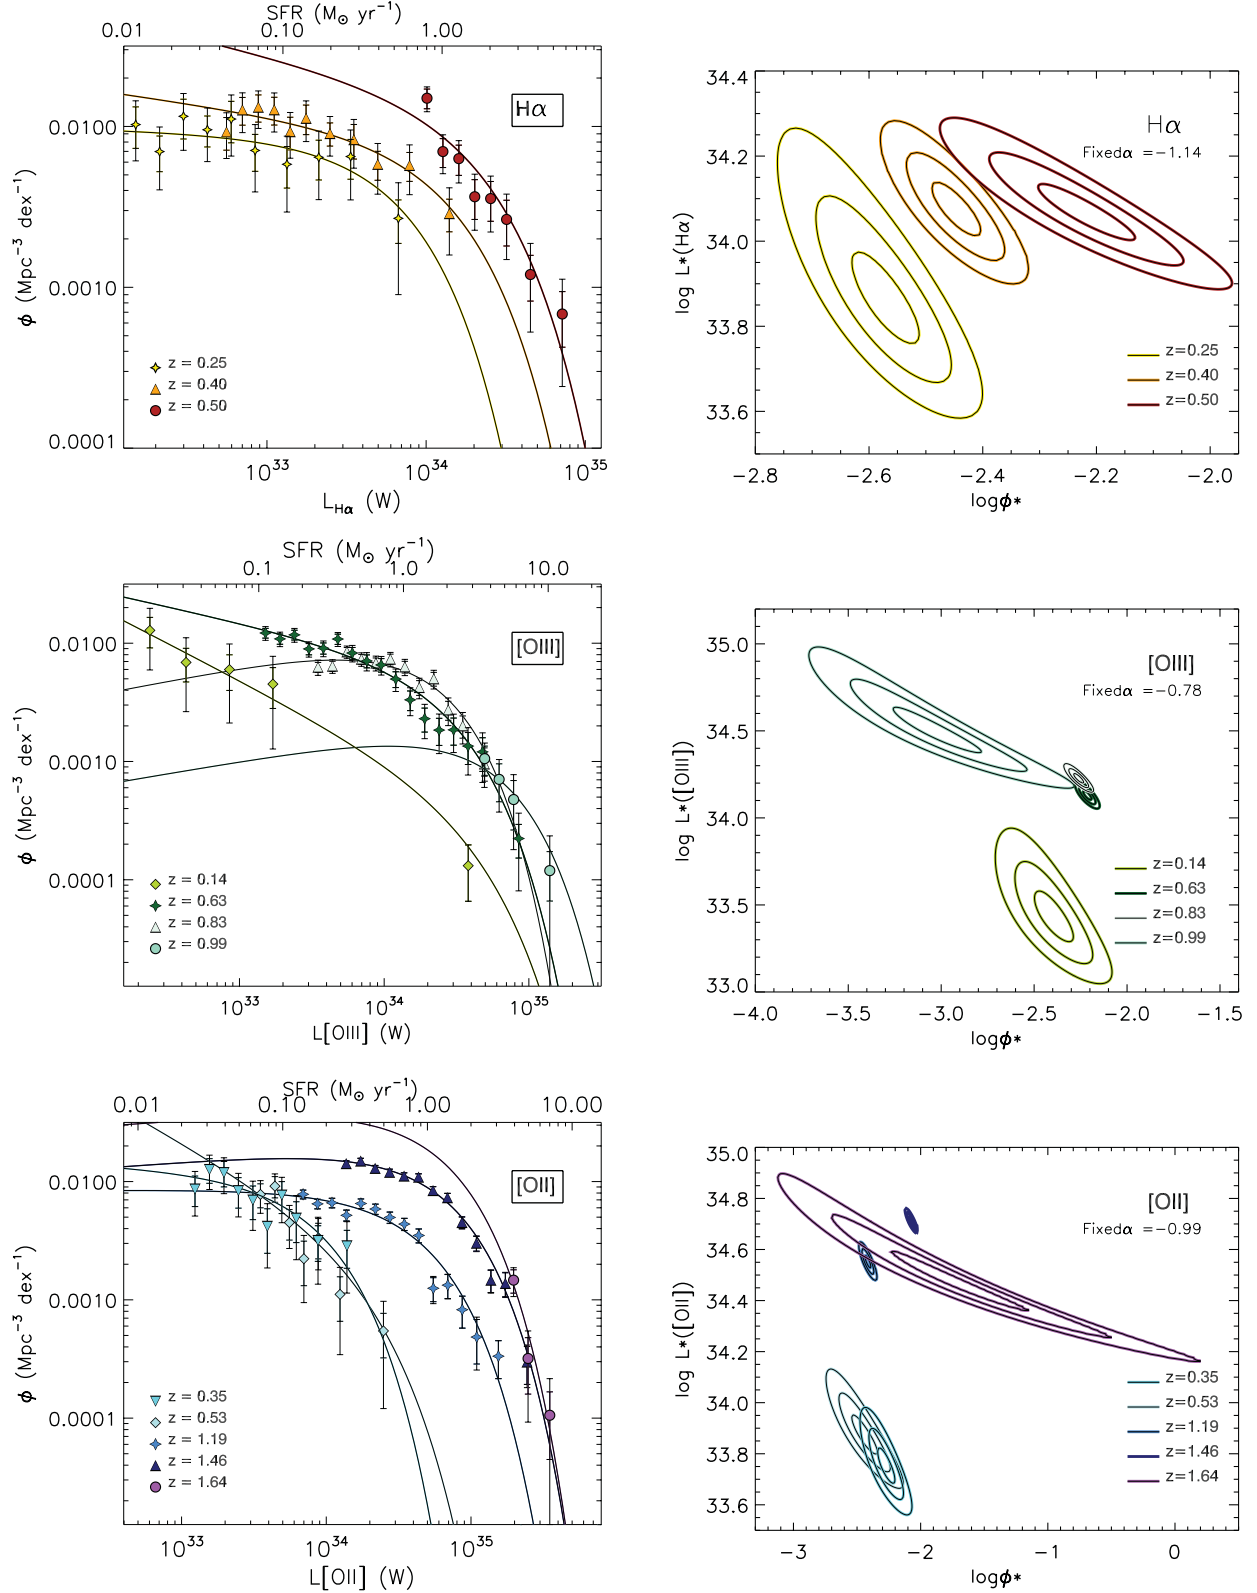 SFR (M⊙ yr⁻¹)
0.01 0.10 1.00
Hα
0.0100
0.0010
0.0001
ϕ (Mpc⁻³ dex⁻¹)
z = 0.25
z = 0.40
z = 0.50
10³³ 10³⁴ 10³⁵
L_Hα (W)
34.4
34.2
34.0
33.8
33.6
log L*(Hα)
Hα
Fixedα =−1.14
z=0.25
z=0.40
z=0.50
−2.8 −2.6 −2.4 −2.2 −2.0
logϕ*
SFR (M⊙ yr⁻¹)
0.1 1.0 10.0
[OIII]
0.0100
0.0010
0.0001
ϕ (Mpc⁻³ dex⁻¹)
z = 0.14
z = 0.63
z = 0.83
z = 0.99
10³³ 10³⁴ 10³⁵
L[OIII] (W)
35.0
34.5
34.0
33.5
33.0
log L*([OIII])
[OIII]
Fixedα =−0.78
z=0.14
z=0.63
z=0.83
z=0.99
−4.0 −3.5 −3.0 −2.5 −2.0 −1.5
logϕ*
SFR (M⊙ yr⁻¹)
0.01 0.10 1.00 10.00
[OII]
0.0100
0.0010
0.0001
ϕ (Mpc⁻³ dex⁻¹)
z = 0.35
z = 0.53
z = 1.19
z = 1.46
z = 1.64
10³³ 10³⁴ 10³⁵
L[OII] (W)
35.0
34.8
34.6
34.4
34.2
34.0
33.8
33.6
log L*([OII])
[OII]
Fixedα =−0.99
z=0.35
z=0.53
z=1.19
z=1.46
z=1.64
−3 −2 −1 0
logϕ*